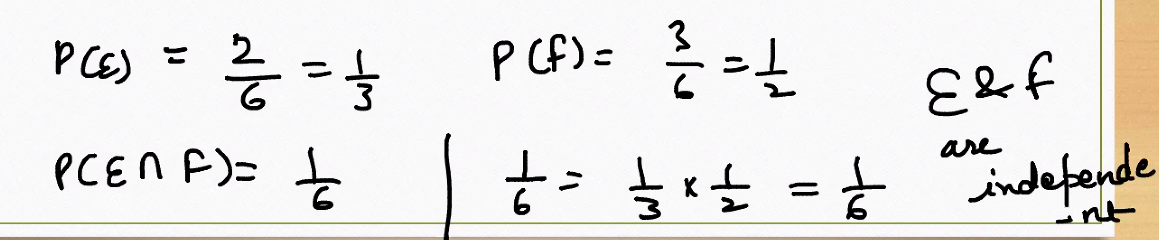 P(E) = 2/6 = 1/3    P(F) = 3/6 = 1/2
E & F are independe-nt
P(E ∩ F) = 1/6 | 1/6 = 1/3 × 1/2 = 1/6